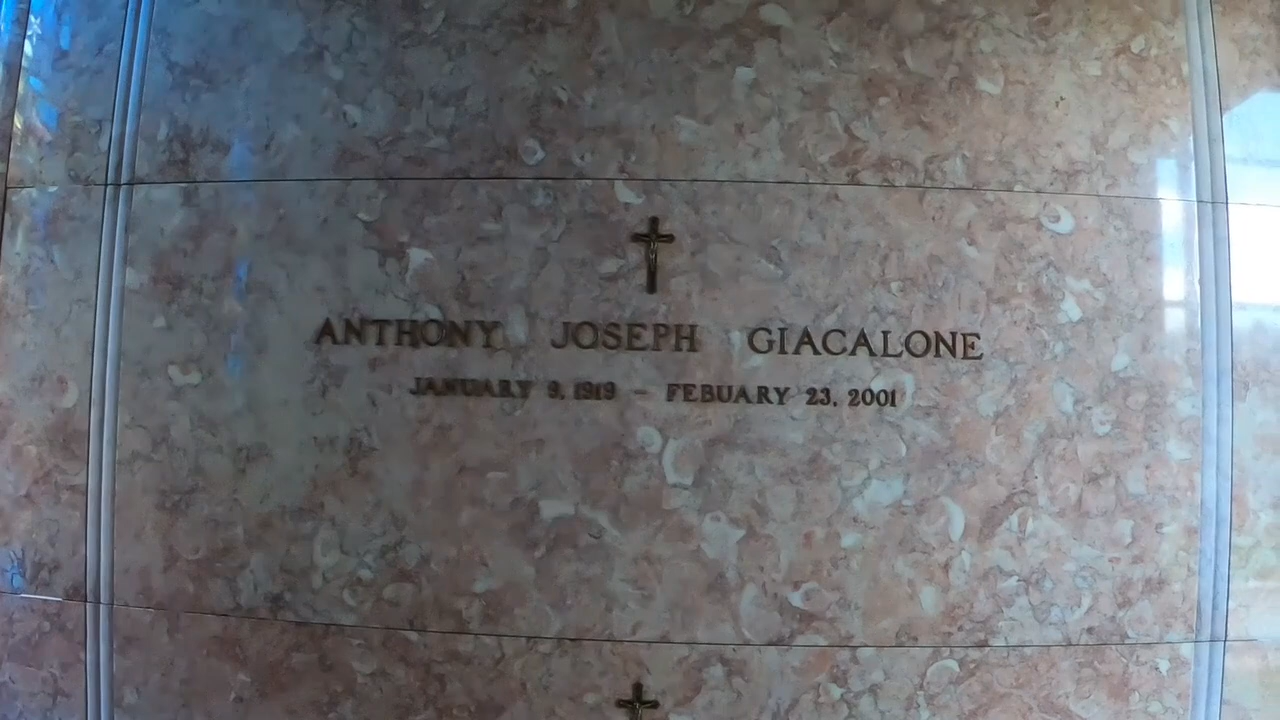 ANTHONY JOSEPH GIACALONE
JANUARY 9, 1919 – FEBUARY 23, 2001